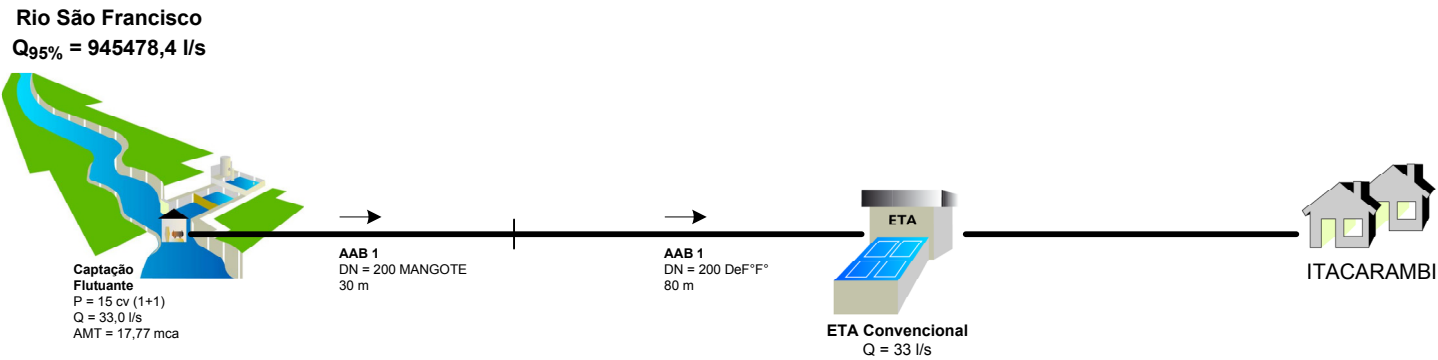 Rio São Francisco
Q95% = 945478,4 l/s
Captação
Flutuante
P = 15 cv (1+1)
Q = 33,0 l/s
AMT = 17,77 mca
AAB 1
DN = 200 MANGOTE
30 m
AAB 1
DN = 200 DeF°F°
80 m
ETA
ETA Convencional
Q = 33 l/s
ITACARAMBI